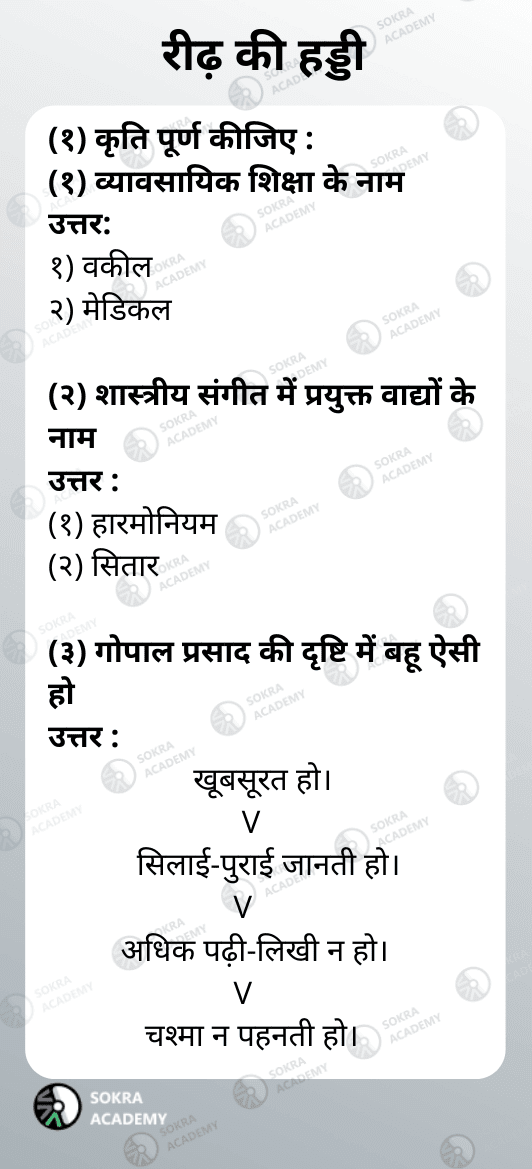 रीढ़ की हड्डी
(१) कृति पूर्ण कीजिए :
(१) व्यावसायिक शिक्षा के नाम
उत्तर:
१) वकील
२) मेडिकल
(२) शास्त्रीय संगीत में प्रयुक्त वाद्यों के
नाम
उत्तर :
(१) हारमोनियम
(२) सितार
(३) गोपाल प्रसाद की दृष्टि में बहू ऐसी
हो
उत्तर :
खूबसूरत हो।
V
सिलाई-पुराई जानती हो।
V
अधिक पढ़ी-लिखी न हो।
V
चश्मा न पहनती हो।
SOKRA
ACADEMY